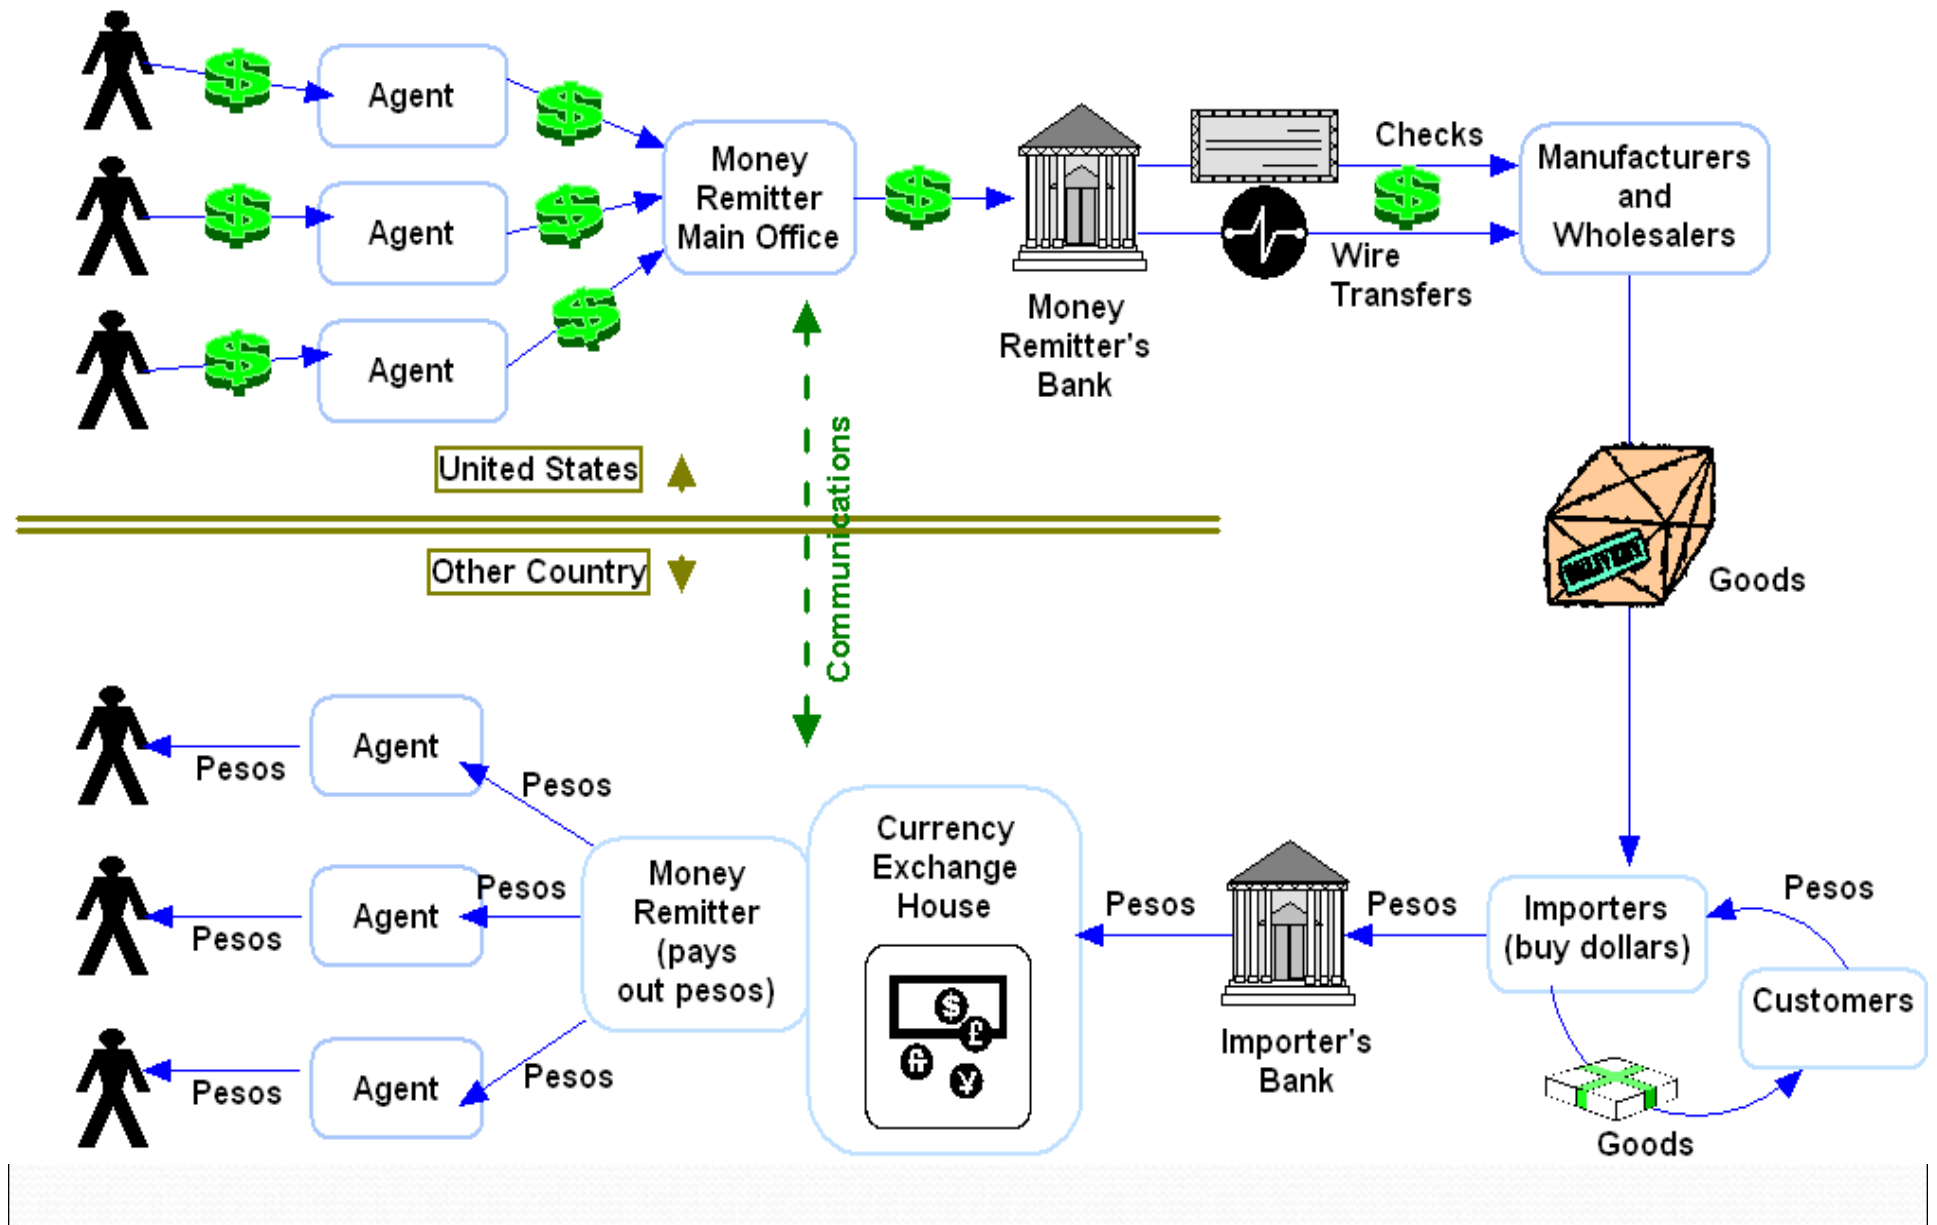 Agent
Agent
Agent
Money
Remitter
Main Office
Money
Remitter's
Bank
Checks
Wire
Transfers
Manufacturers
and
Wholesalers
United States
Other Country
Communications
DELIVERY
Goods
Pesos
Agent
Pesos
Pesos
Agent
Pesos
Pesos
Agent
Pesos
Money
Remitter
(pays
out pesos)
Currency
Exchange
House
Pesos
Importer's
Bank
Pesos
Importers
(buy dollars)
Pesos
Customers
Goods